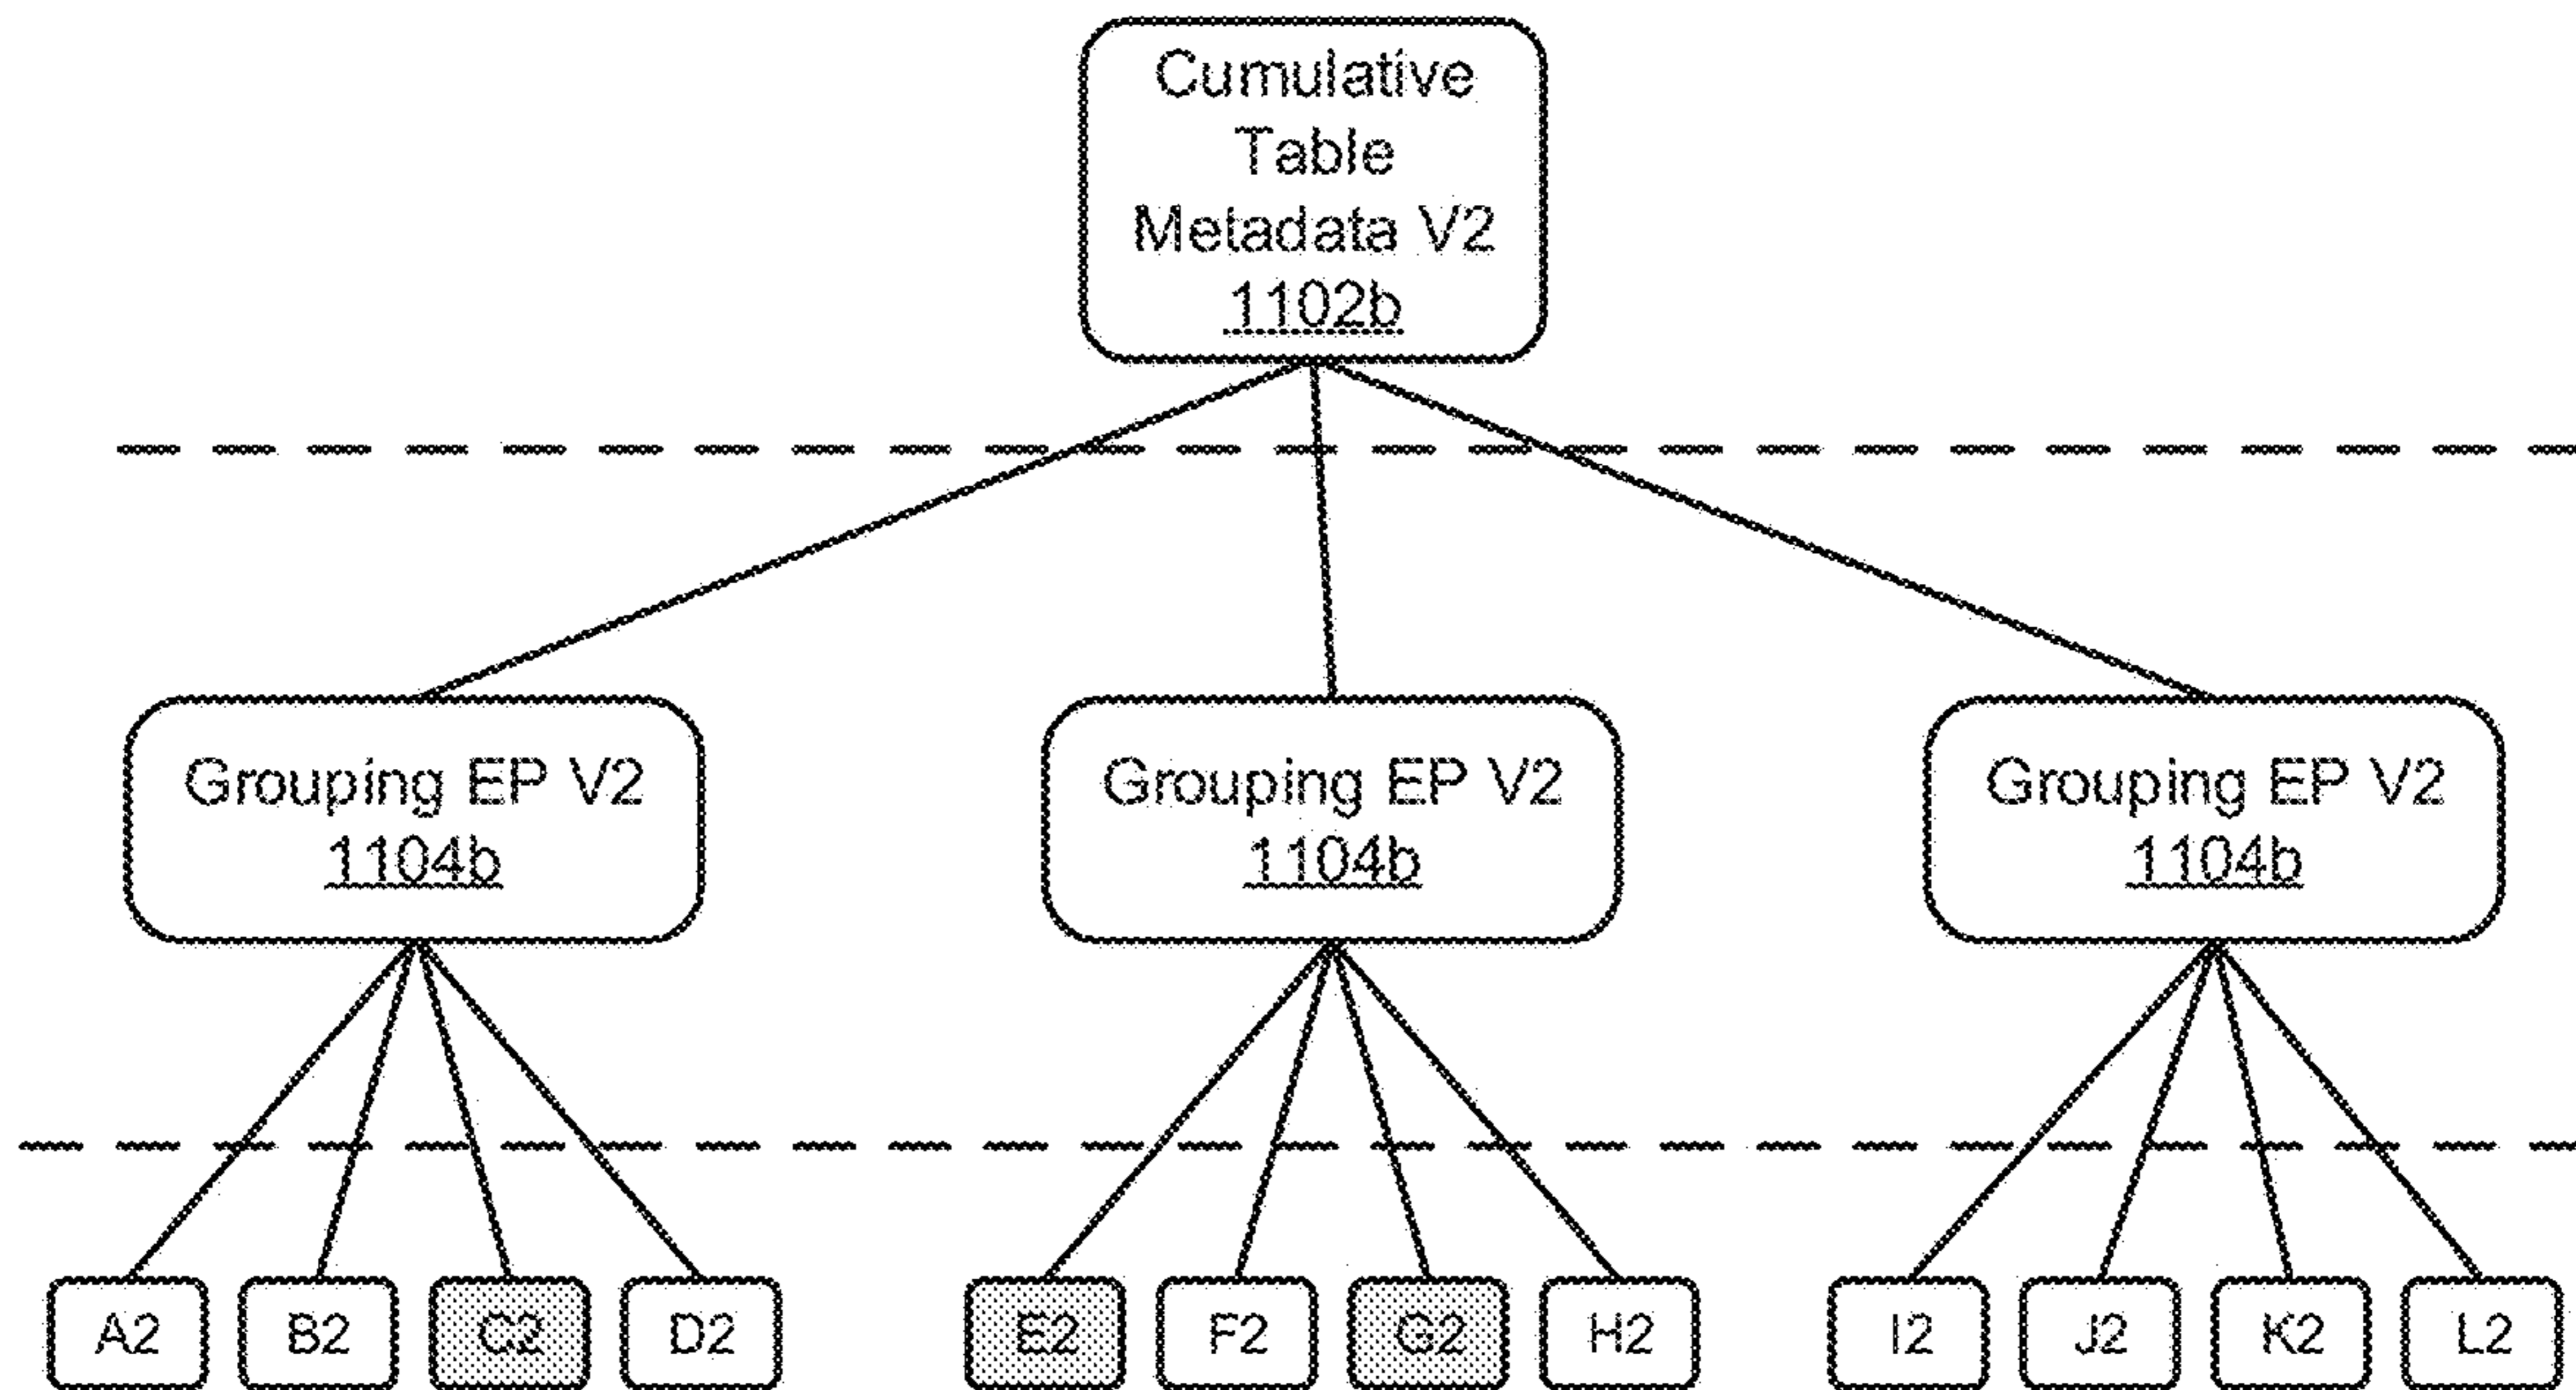 Cumulative
Table
Metadata V2
1102b
Grouping EP V2
1104b
Grouping EP V2
1104b
Grouping EP V2
1104b
A2
B2
C2
D2
E2
F2
G2
H2
I2
J2
K2
L2